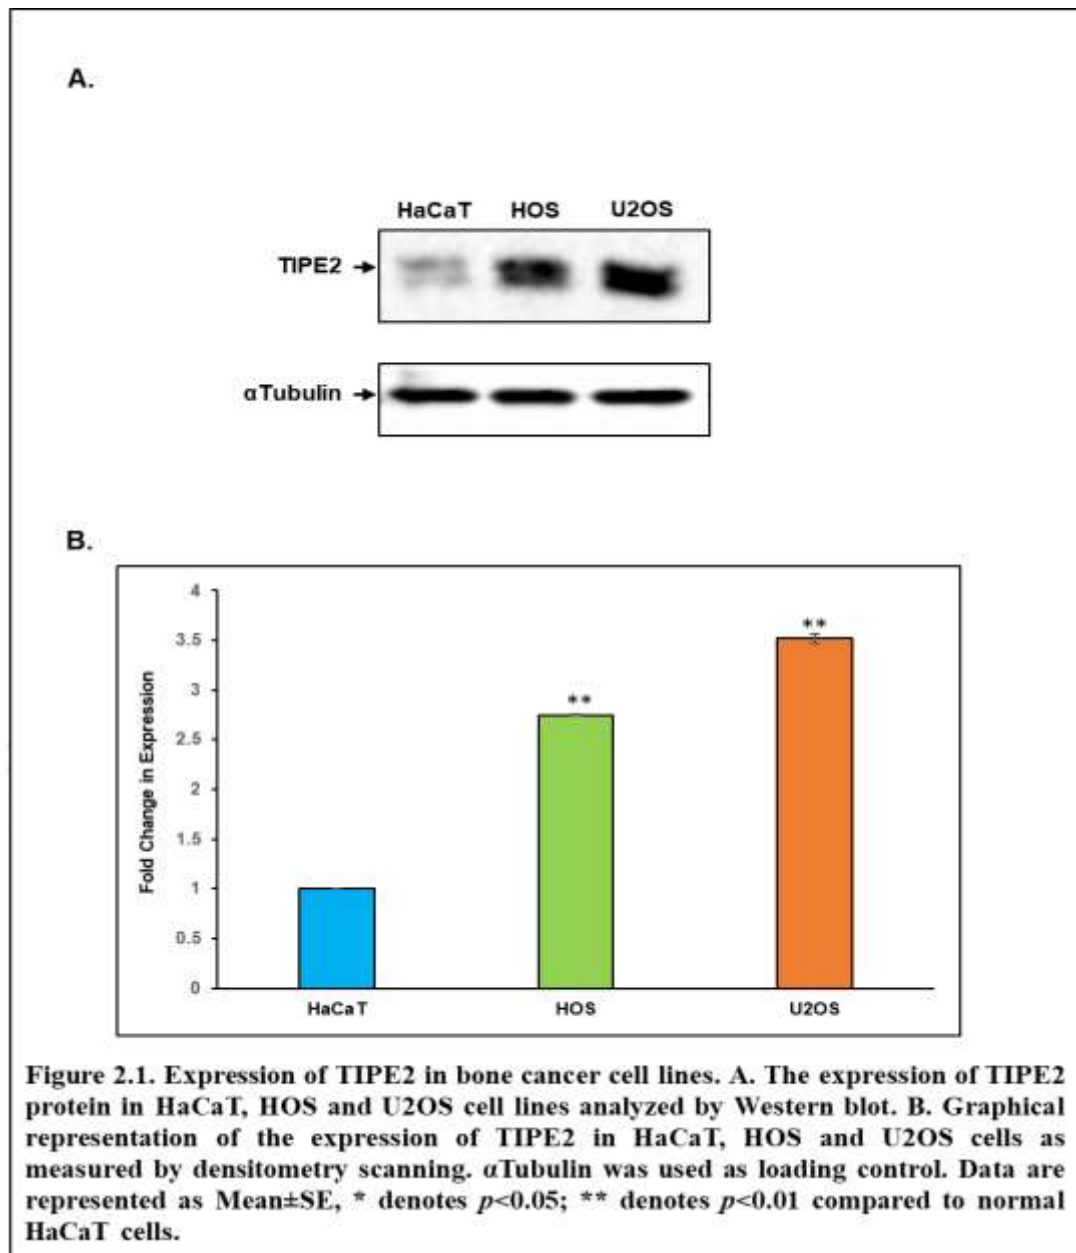 A.
HaCaT HOS U2OS
TIPE2
αTubulin
B.
Fold Change in Expression
4
3.5
3
2.5
2
1.5
1
0.5
0
**
**
HaCaT HOS U2OS
Figure 2.1. Expression of TIPE2 in bone cancer cell lines. A. The expression of TIPE2
protein in HaCaT, HOS and U2OS cell lines analyzed by Western blot. B. Graphical
representation of the expression of TIPE2 in HaCaT, HOS and U2OS cells as
measured by densitometry scanning. αTubulin was used as loading control. Data are
represented as Mean±SE, * denotes p<0.05; ** denotes p<0.01 compared to normal
HaCaT cells.